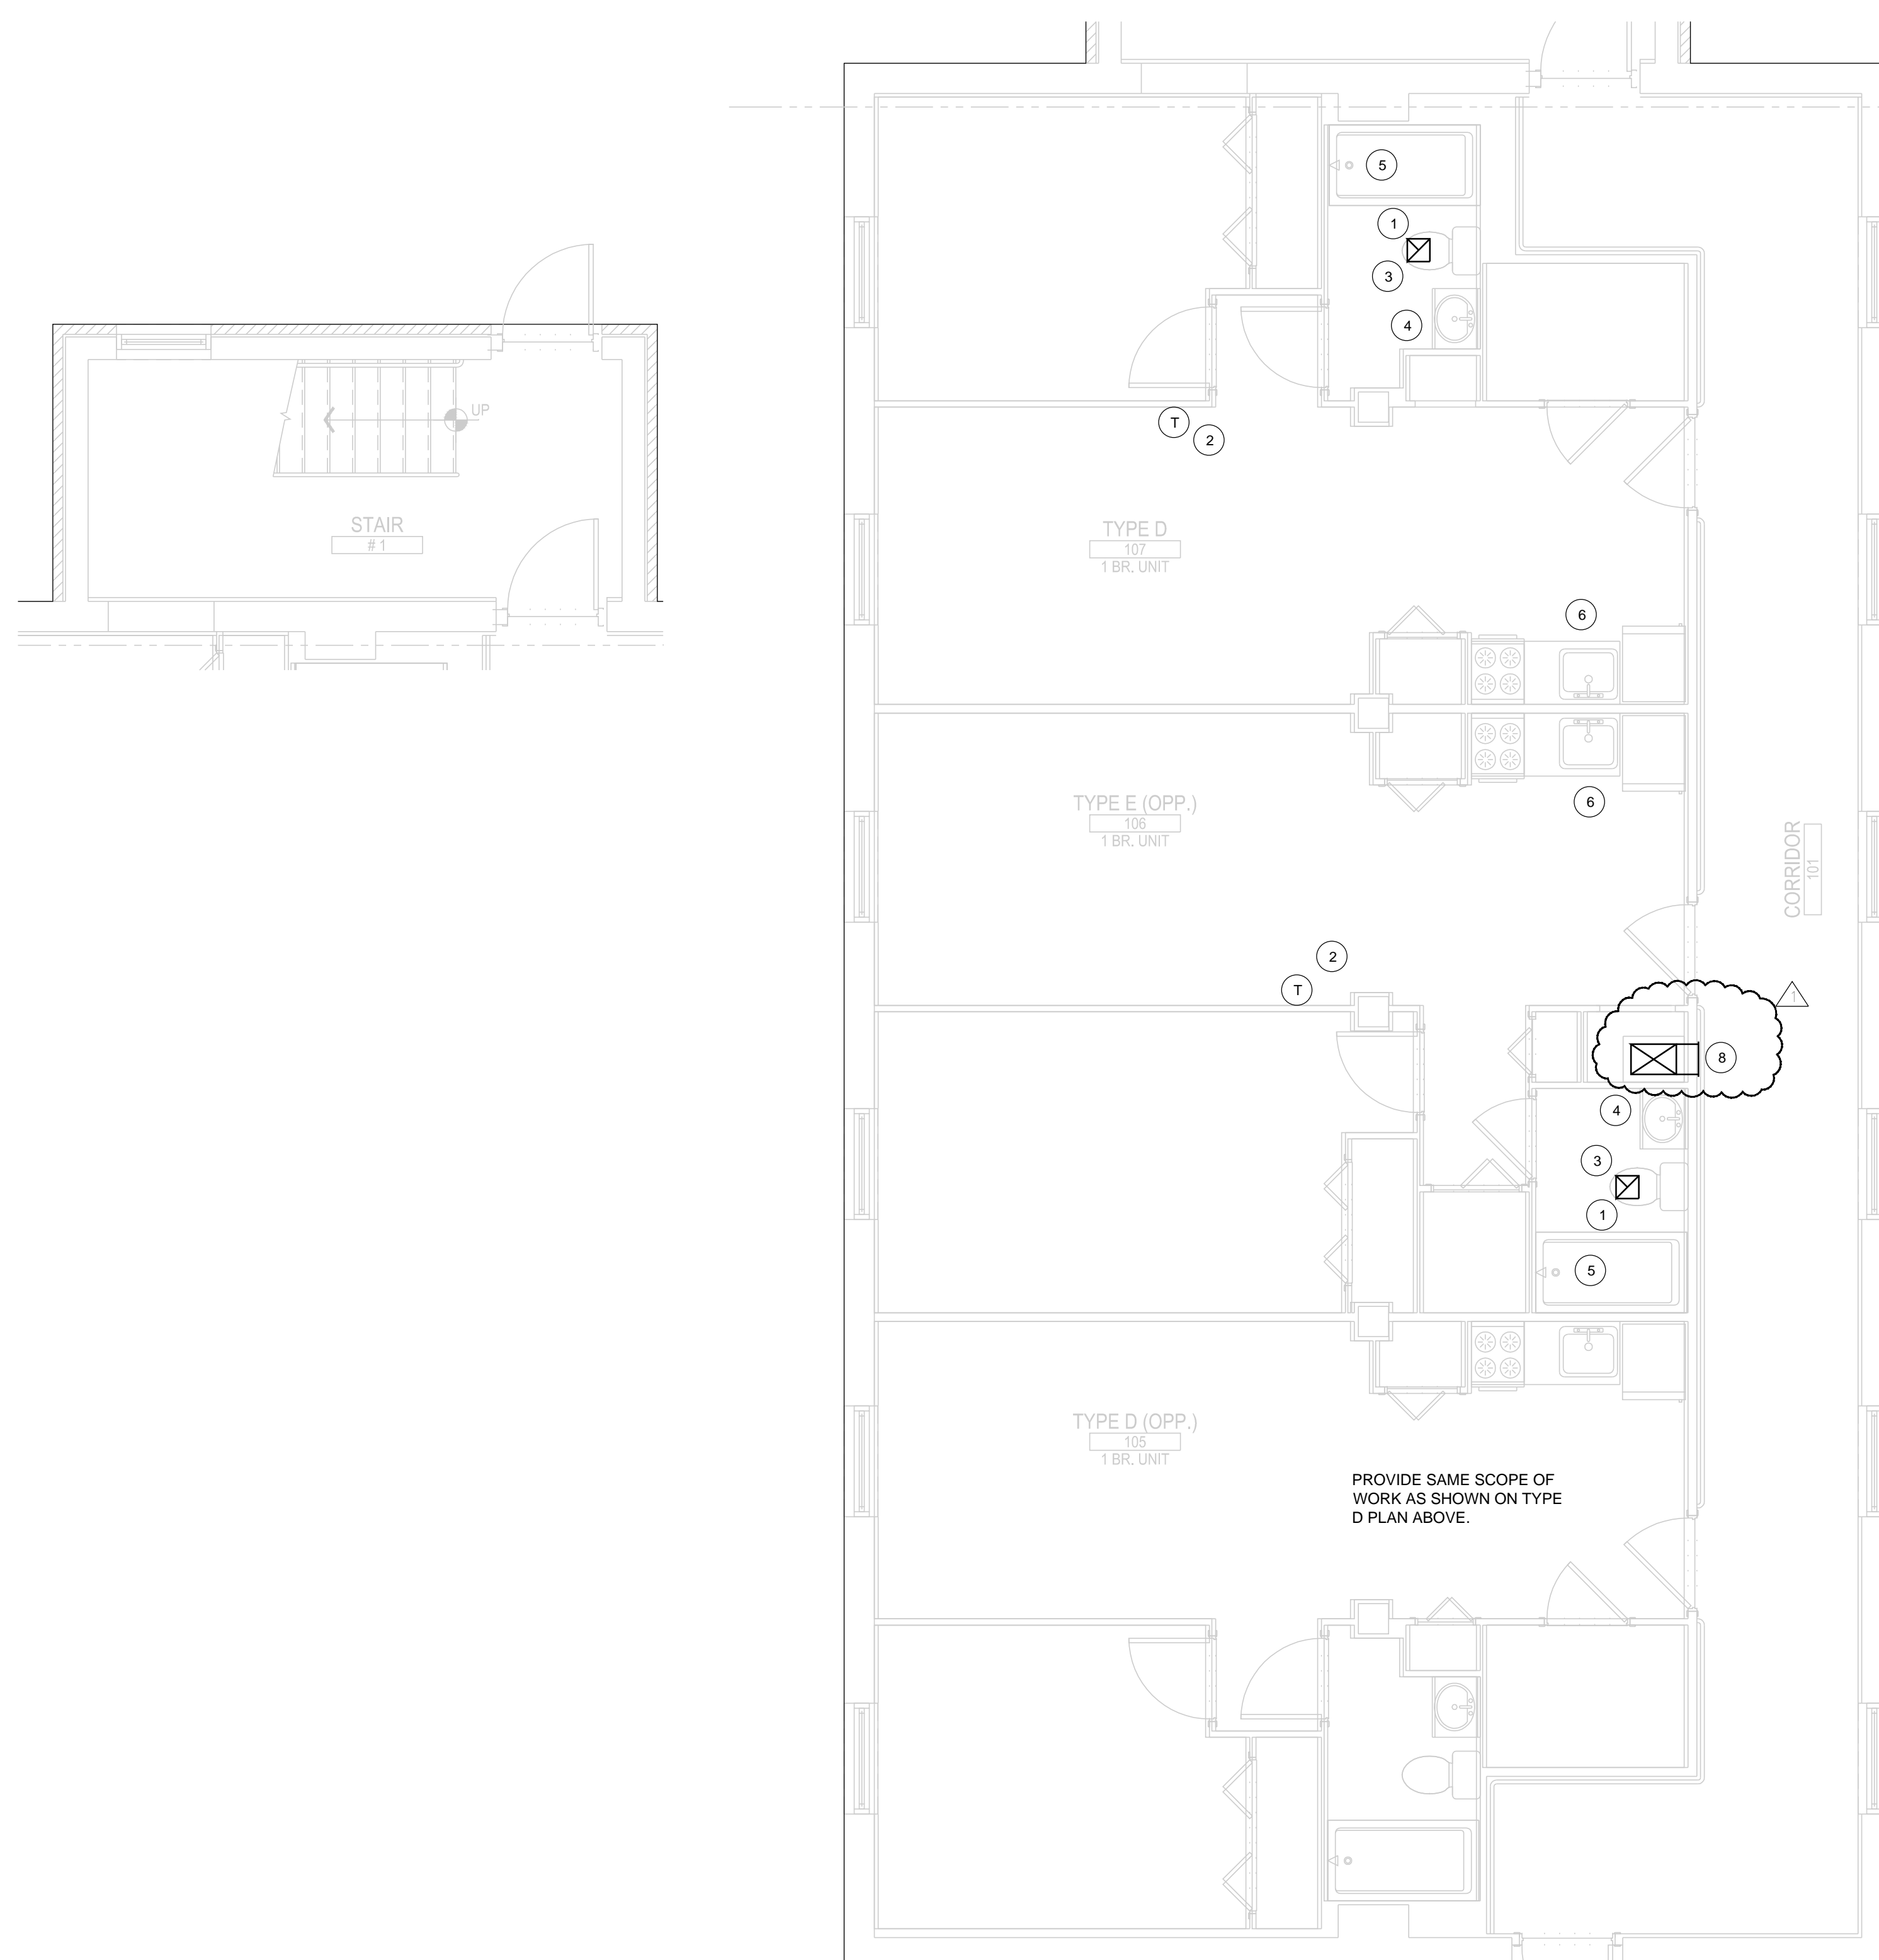 5
1
3
4
T
2
UP
STAIR
# 1
TYPE D
107
1 BR. UNIT
6
TYPE E (OPP.)
106
1 BR. UNIT
6
CORRIDOR
101
2
T
1
8
4
3
1
5
TYPE D (OPP.)
105
1 BR. UNIT
PROVIDE SAME SCOPE OF
WORK AS SHOWN ON TYPE
D PLAN ABOVE.